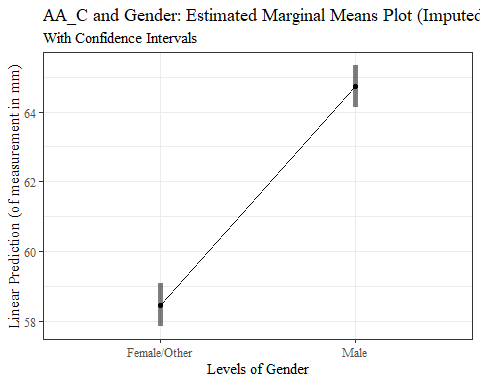 AA_C and Gender: Estimated Marginal Means Plot (Imputed
With Confidence Intervals
Linear Prediction (of measurement in mm)
64
62
60
58
Female/Other
Male
Levels of Gender